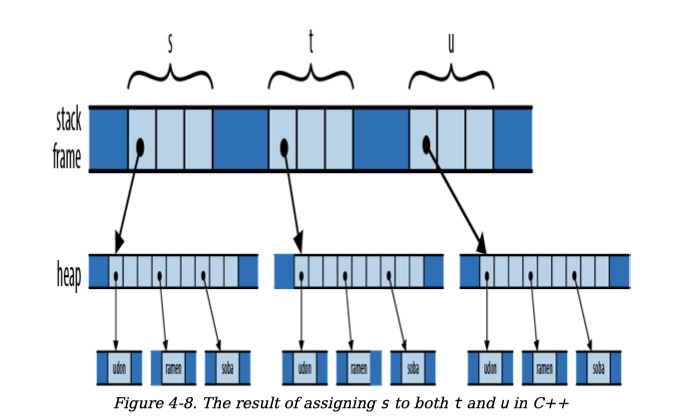 s t u
stack
frame
heap
udon ramen soba udon ramen soba udon ramen soba
Figure 4-8. The result of assigning s to both t and u in C++